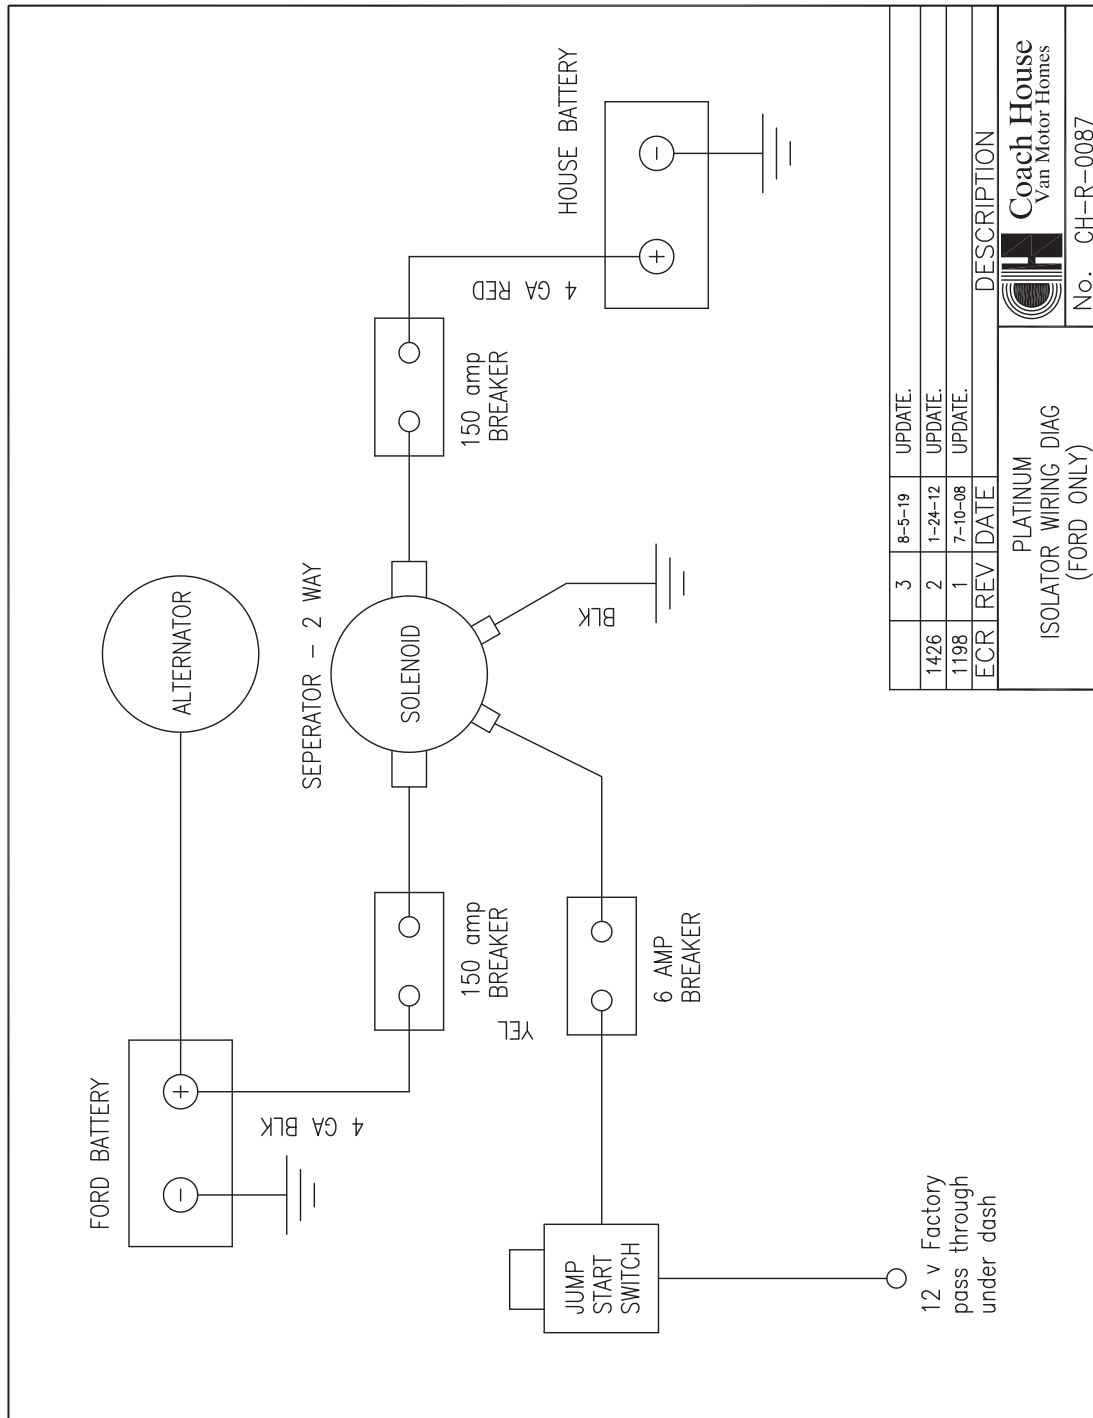 FORD BATTERY
ALTERNATOR
HOUSE BATTERY
+
-
4 GA BLK
SEPERATOR - 2 WAY
SOLENOID
150 amp
BREAKER
150 amp
BREAKER
4 GA RED
+
-
YEL
BLK
JUMP
START
SWITCH
6 AMP
BREAKER
12 v Factory
pass through
under dash
3 8-5-19 UPDATE.
1426 2 1-24-12 UPDATE.
1198 1 7-10-08 UPDATE.
ECR REV DATE DESCRIPTION
PLATINUM
ISOLATOR WIRING DIAG
(FORD ONLY)
Coach House
Van Motor Homes
No. CH-R-0087